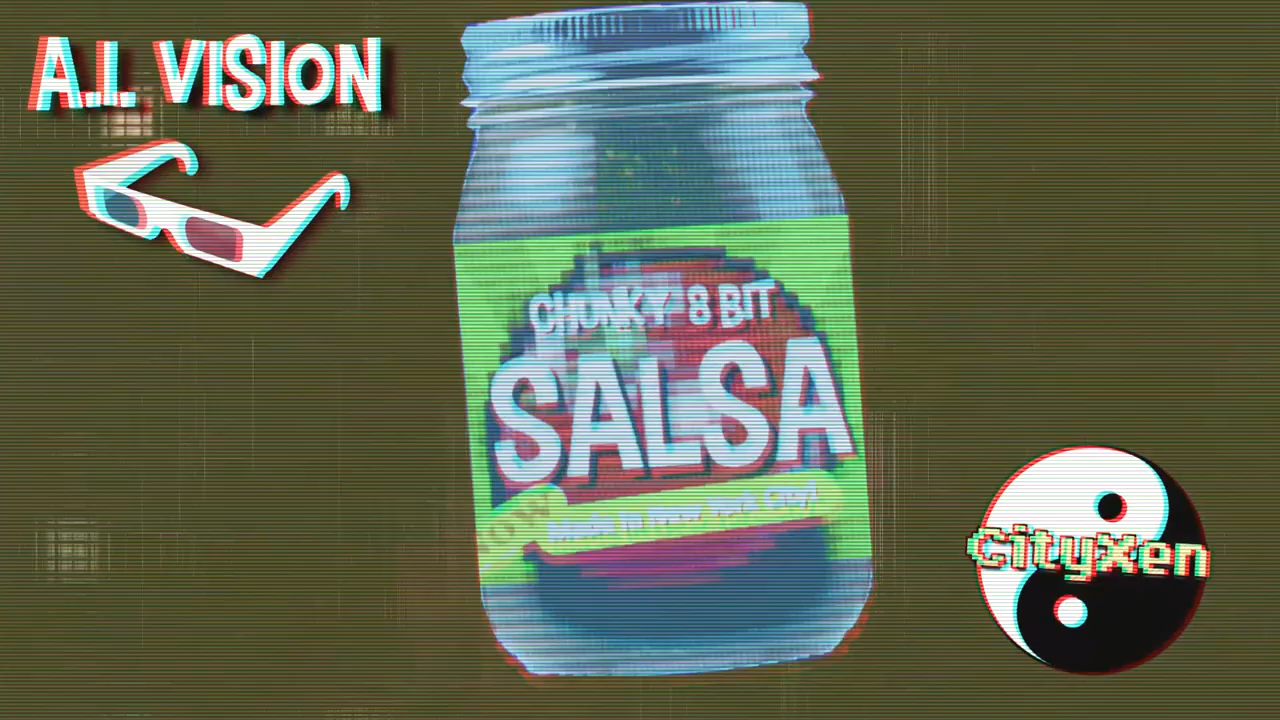 A.I. VISION
CHUNKY 8 BIT
SALSA
Made In New York City!
CityXen